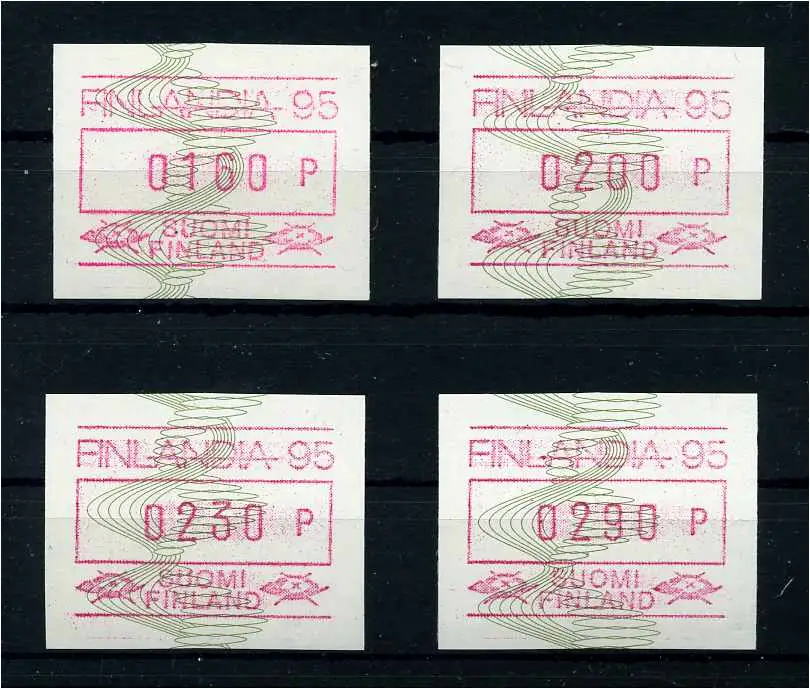 FINLANDIA-95
0100 P
SUOMI
FINLAND
FINLANDIA-95
0200 P
SUOMI
FINLAND
FINLANDIA-95
0230 P
SUOMI
FINLAND
FINLANDIA-95
0290 P
SUOMI
FINLAND